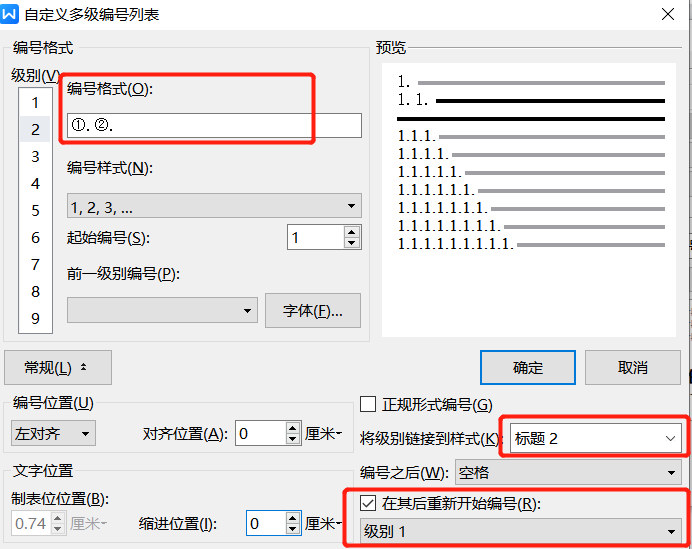 自定义多级编号列表
编号格式
级别(V)
1
2
3
4
5
6
7
8
9
编号格式(O):
①. ②.
编号样式(N):
1, 2, 3, ...
起始编号(S):
1
前一级别编号(P):
字体(F)...
预览
1.
1. 1.
1.1.1.
1.1.1.1.
1.1.1.1.1.
1.1.1.1.1.1.
1.1.1.1.1.1.1.
1.1.1.1.1.1.1.1.
1.1.1.1.1.1.1.1.1.
常规(L)
确定
取消
编号位置(U)
左对齐
对齐位置(A):
0
厘米
文字位置
制表位位置(B):
0.74
厘米
缩进位置(I):
0
厘米
正规形式编号(G)
将级别链接到样式(K):
标题 2
编号之后(W):
空格
在其后重新开始编号(R):
级别 1